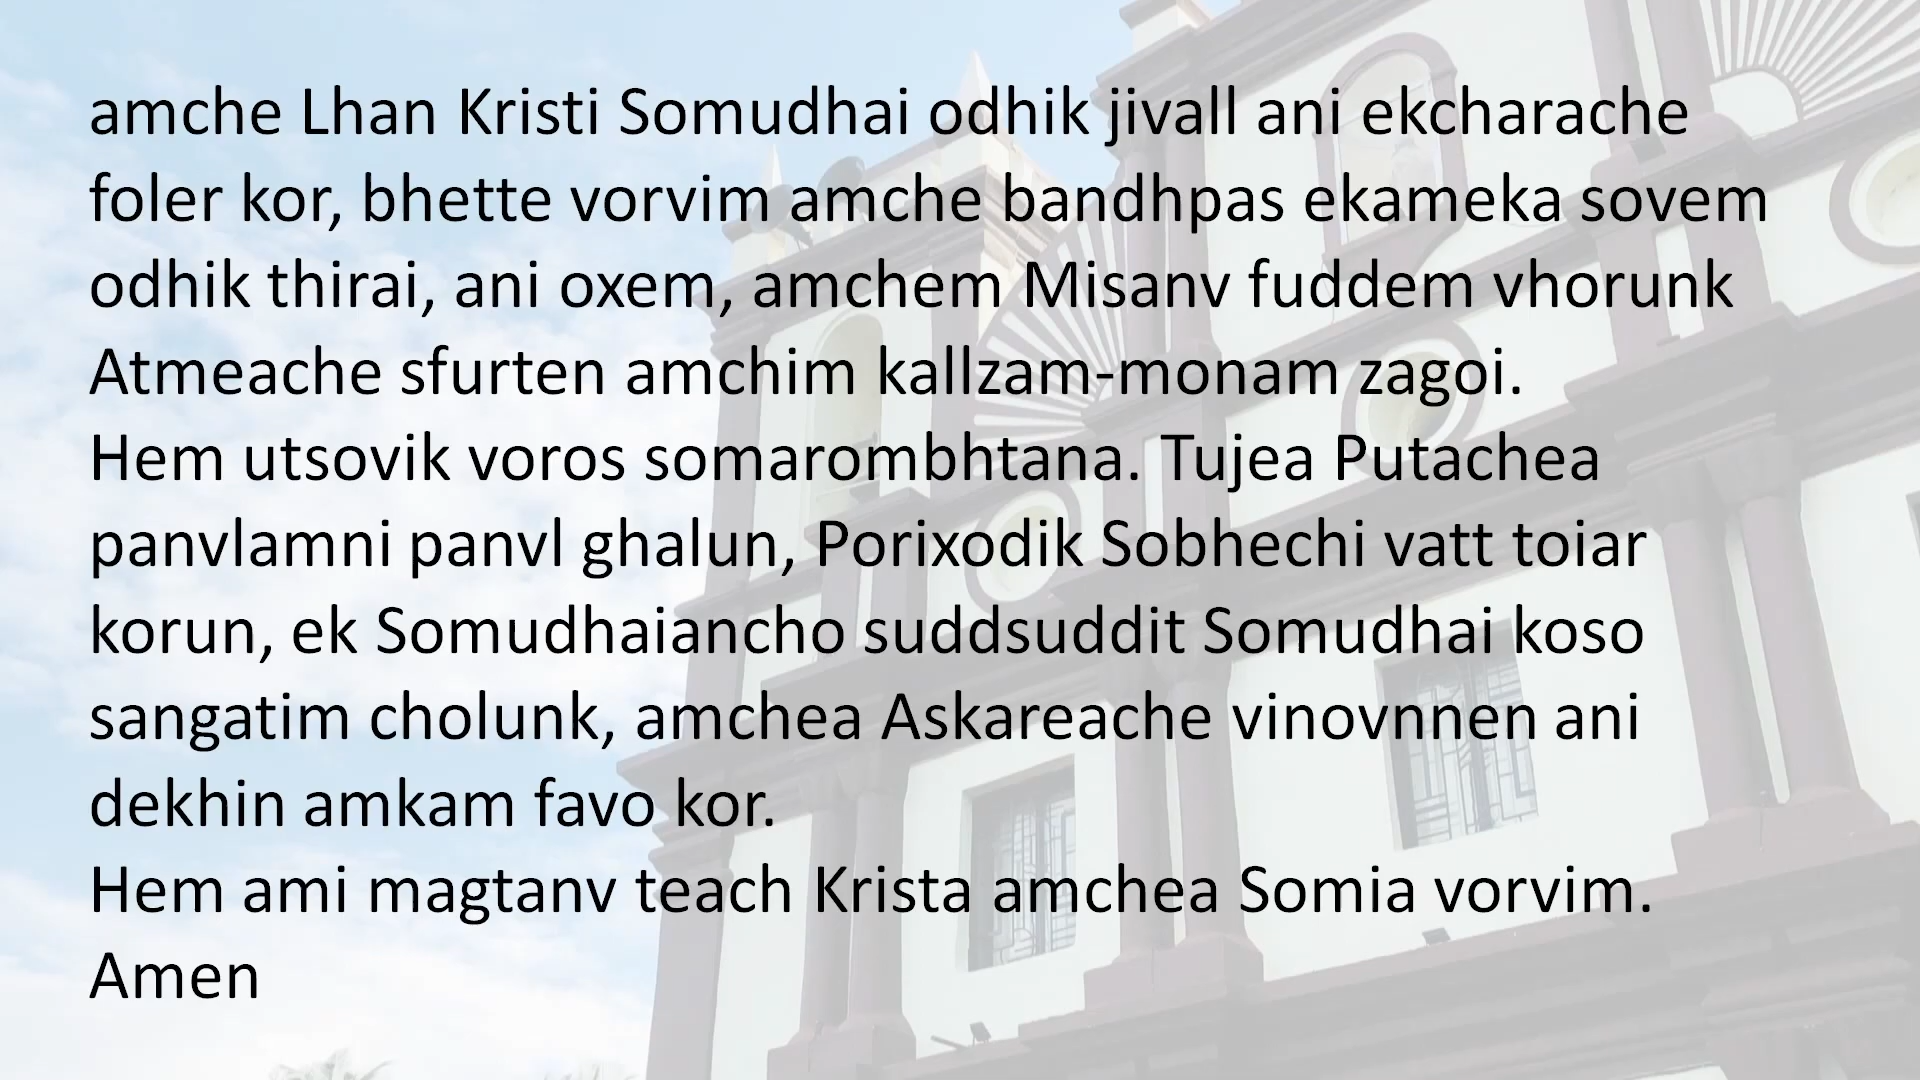 amche Lhan Kristi Somudhai odhik jivall ani ekcharache
foler kor, bhette vorvim amche bandhpas ekameka sovem
odhik thirai, ani oxem, amchem Misanv fuddem vhorunk
Atmeache sfurten amchim kallzam-monam zagoi.
Hem utsovik voros somarombhtana. Tujea Putachea
panvlamni panvl ghalun, Porixodik Sobhechi vatt toiar
korun, ek Somudhaiancho suddsuddit Somudhai koso
sangatim cholunk, amchea Askareache vinovnnen ani
dekhin amkam favo kor.
Hem ami magtanv teach Krista amchea Somia vorvim.
Amen